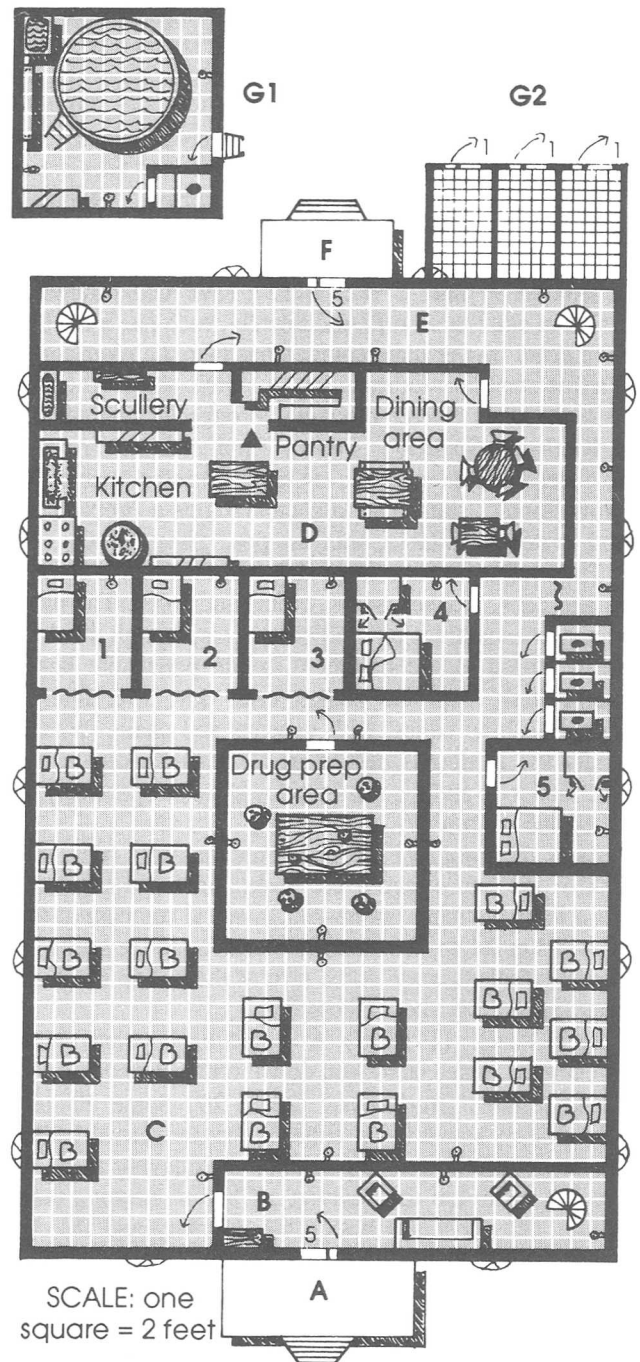 G1
G2
1 1 1
F
5
E
Scullery
Dining
area
Pantry
Kitchen
D
1
2
3
4
Drug prep
area
5
B B
B B
B
B B B
B
B B B
B B
B
B
B B
B
C
B
5
A
SCALE: one
square = 2 feet